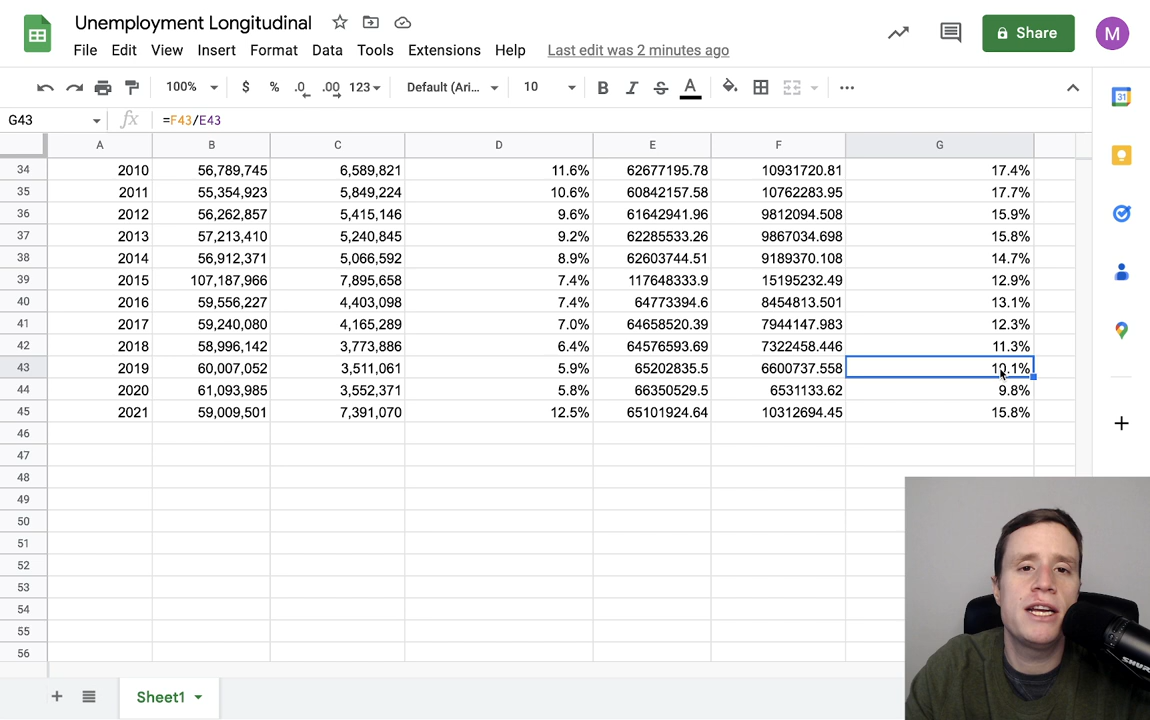 Unemployment Longitudinal
File Edit View Insert Format Data Tools Extensions Help Last edit was 2 minutes ago
Share
M
100% $ % .0 .00 123 Default (Ari... 10 B I S A
31
G43 fx =F43/E43
A B C D E F G
34 2010 56,789,745 6,589,821 11.6% 62677195.78 10931720.81 17.4%
35 2011 55,354,923 5,849,224 10.6% 60842157.58 10762283.95 17.7%
36 2012 56,262,857 5,415,146 9.6% 61642941.96 9812094.508 15.9%
37 2013 57,213,410 5,240,845 9.2% 62285533.26 9867034.698 15.8%
38 2014 56,912,371 5,066,592 8.9% 62603744.51 9189370.108 14.7%
39 2015 107,187,966 7,895,658 7.4% 117648333.9 15195232.49 12.9%
40 2016 59,556,227 4,403,098 7.4% 64773394.6 8454813.501 13.1%
41 2017 59,240,080 4,165,289 7.0% 64658520.39 7944147.983 12.3%
42 2018 58,996,142 3,773,886 6.4% 64576593.69 7322458.446 11.3%
43 2019 60,007,052 3,511,061 5.9% 65202835.5 6600737.558 10.1%
44 2020 61,093,985 3,552,371 5.8% 66350529.5 6531133.62 9.8%
45 2021 59,009,501 7,391,070 12.5% 65101924.64 10312694.45 15.8%
46
47
48
49
50
51
52
53
54
55
56
SHURE
Sheet1